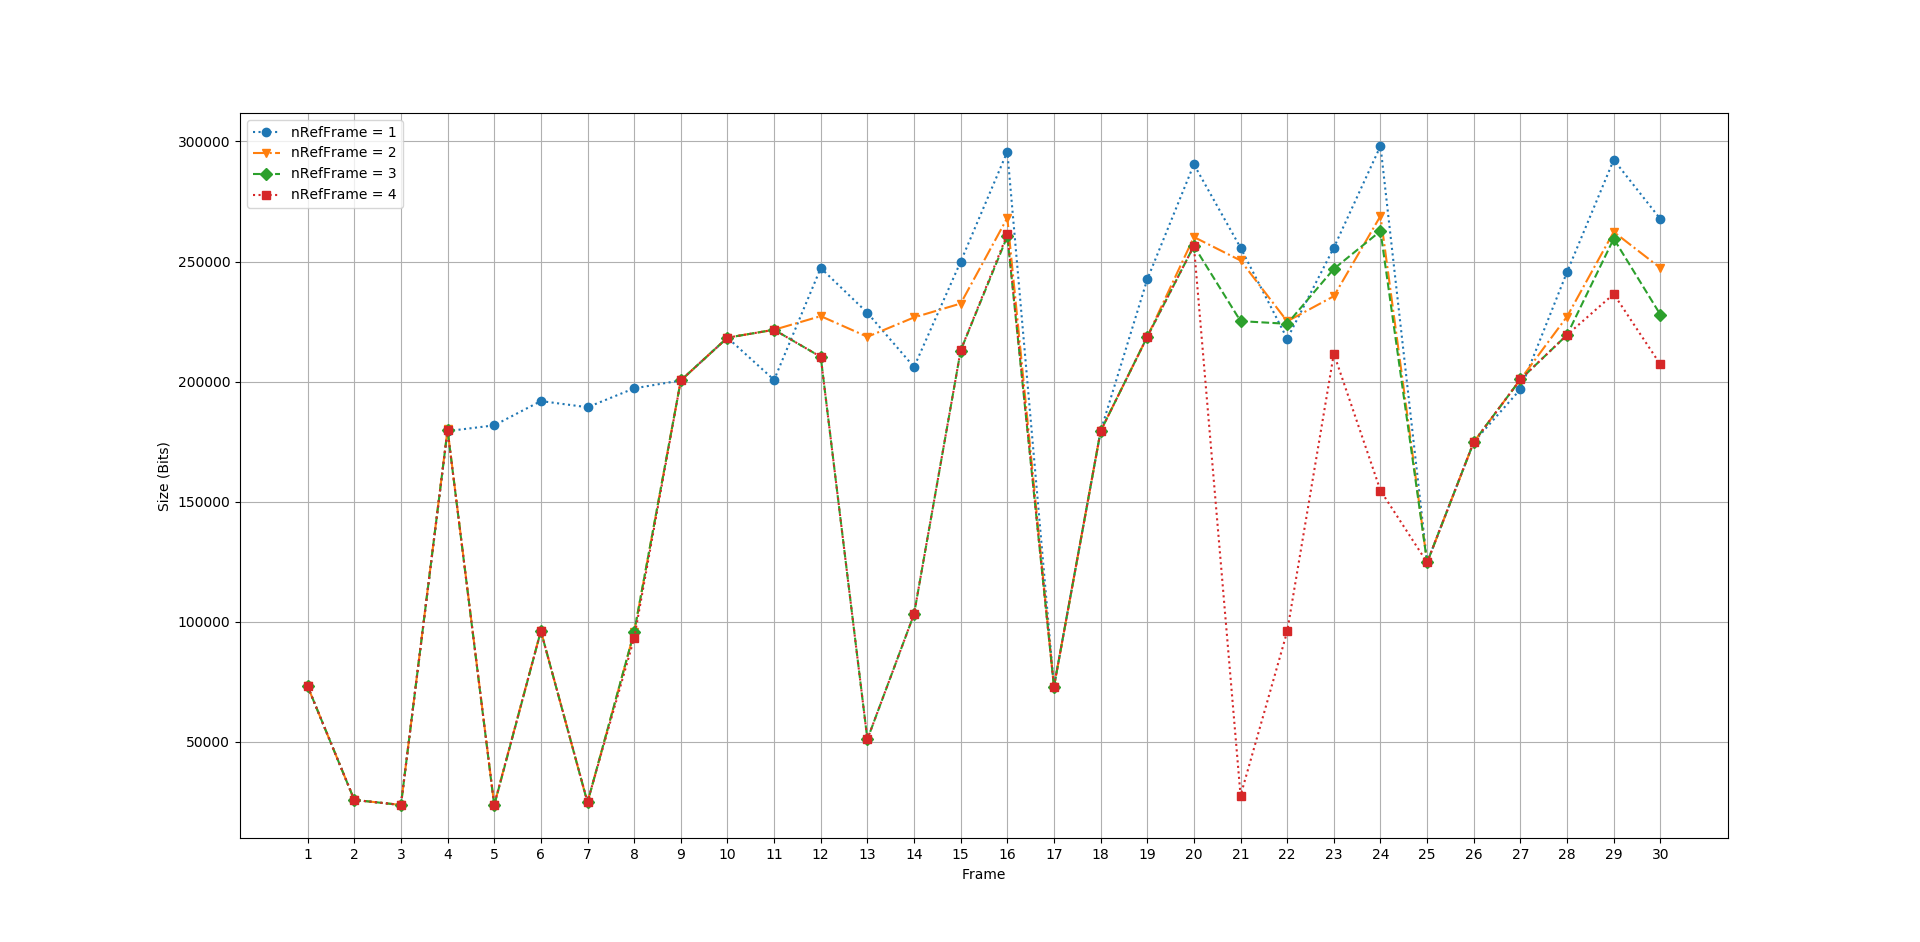 nRefFrame = 1
nRefFrame = 2
nRefFrame = 3
nRefFrame = 4
300000
250000
200000
150000
100000
50000
Size (Bits)
1 2 3 4 5 6 7 8 9 10 11 12 13 14 15 16 17 18 19 20 21 22 23 24 25 26 27 28 29 30
Frame